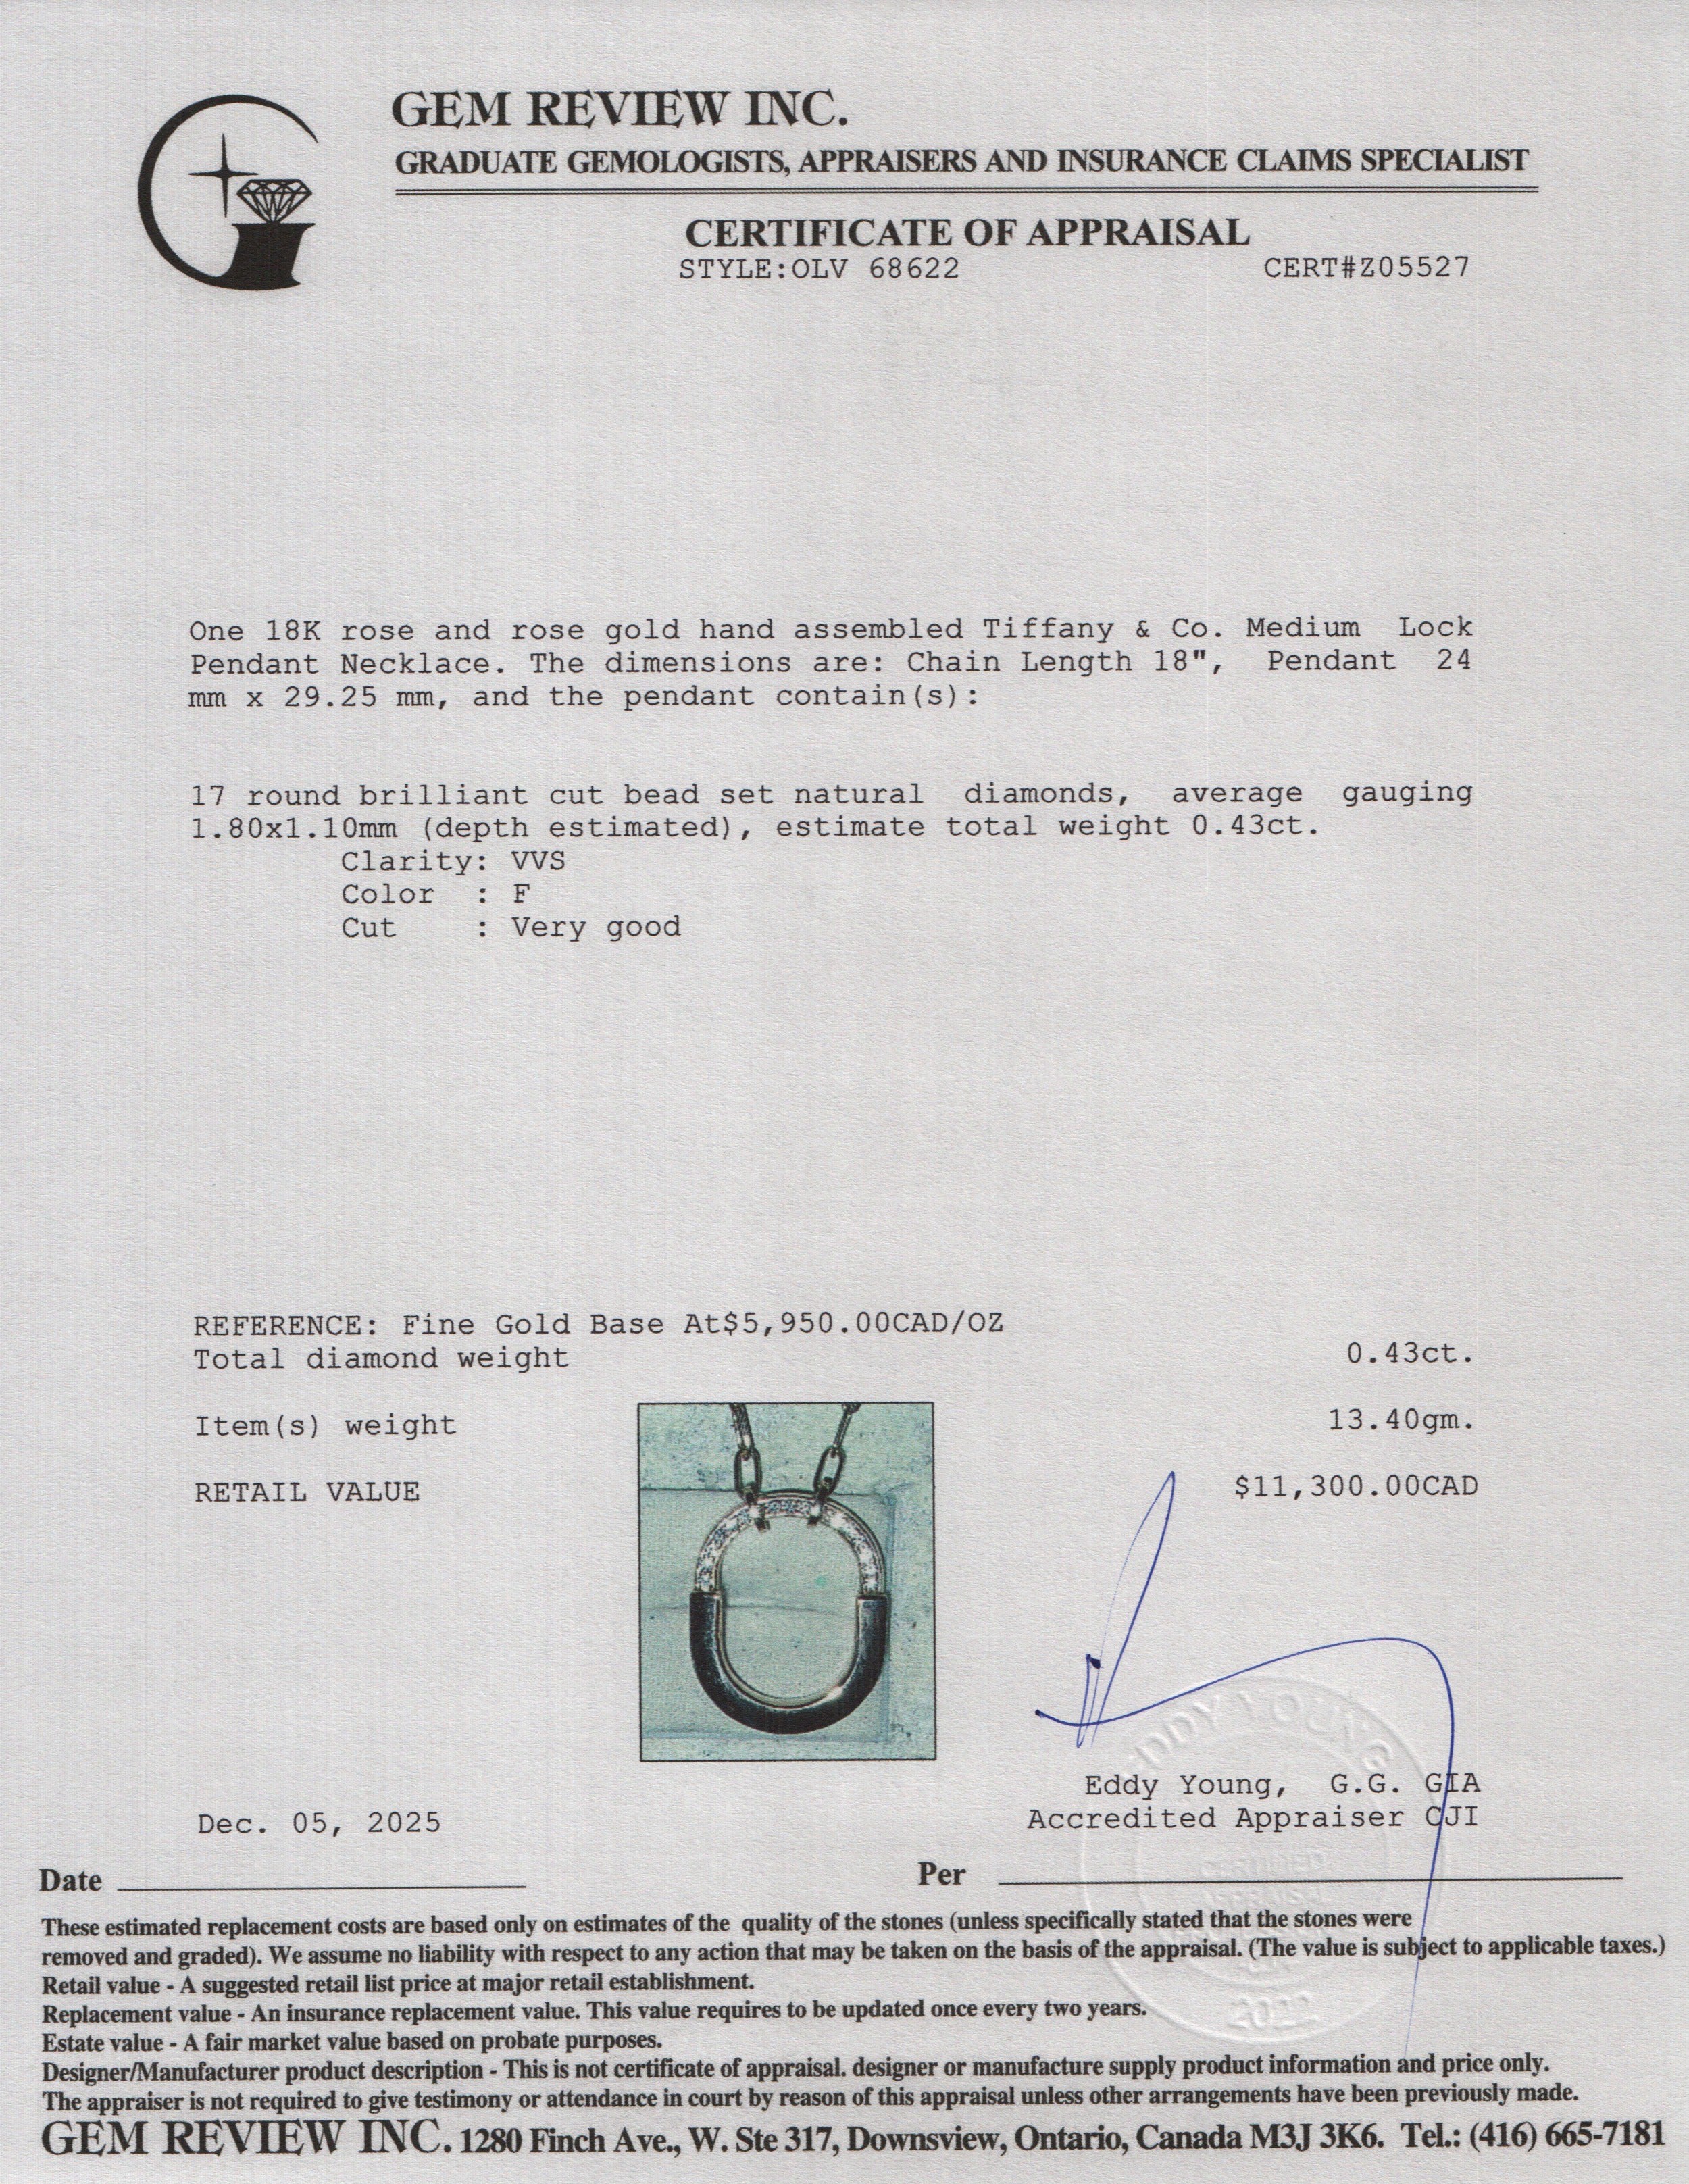 GEM REVIEW INC.
GRADUATE GEMOLOGISTS, APPRAISERS AND INSURANCE CLAIMS SPECIALIST
CERTIFICATE OF APPRAISAL
STYLE:OLV 68622 CERT#Z05527
One 18K rose and rose gold hand assembled Tiffany & Co. Medium Lock
Pendant Necklace. The dimensions are: Chain Length 18", Pendant 24
mm x 29.25 mm, and the pendant contain(s):
17 round brilliant cut bead set natural diamonds, average gauging
1.80x1.10mm (depth estimated), estimate total weight 0.43ct.
Clarity: VVS
Color : F
Cut : Very good
REFERENCE: Fine Gold Base At$5,950.00CAD/OZ
Total diamond weight 0.43ct.
Item(s) weight 13.40gm.
RETAIL VALUE $11,300.00CAD
EDDY YOUNG
Eddy Young, G.G. GIA
Dec. 05, 2025 Accredited Appraiser CJI
Date Per
CERTIFIED
APPRAISAL
2022
These estimated replacement costs are based only on estimates of the quality of the stones (unless specifically stated that the stones were
removed and graded). We assume no liability with respect to any action that may be taken on the basis of the appraisal. (The value is subject to applicable taxes.)
Retail value - A suggested retail list price at major retail establishment.
Replacement value - An insurance replacement value. This value requires to be updated once every two years.
Estate value - A fair market value based on probate purposes.
Designer/Manufacturer product description - This is not certificate of appraisal. designer or manufacture supply product information and price only.
The appraiser is not required to give testimony or attendance in court by reason of this appraisal unless other arrangements have been previously made.
GEM REVIEW INC. 1280 Finch Ave., W. Ste 317, Downsview, Ontario, Canada M3J 3K6. Tel.: (416) 665-7181